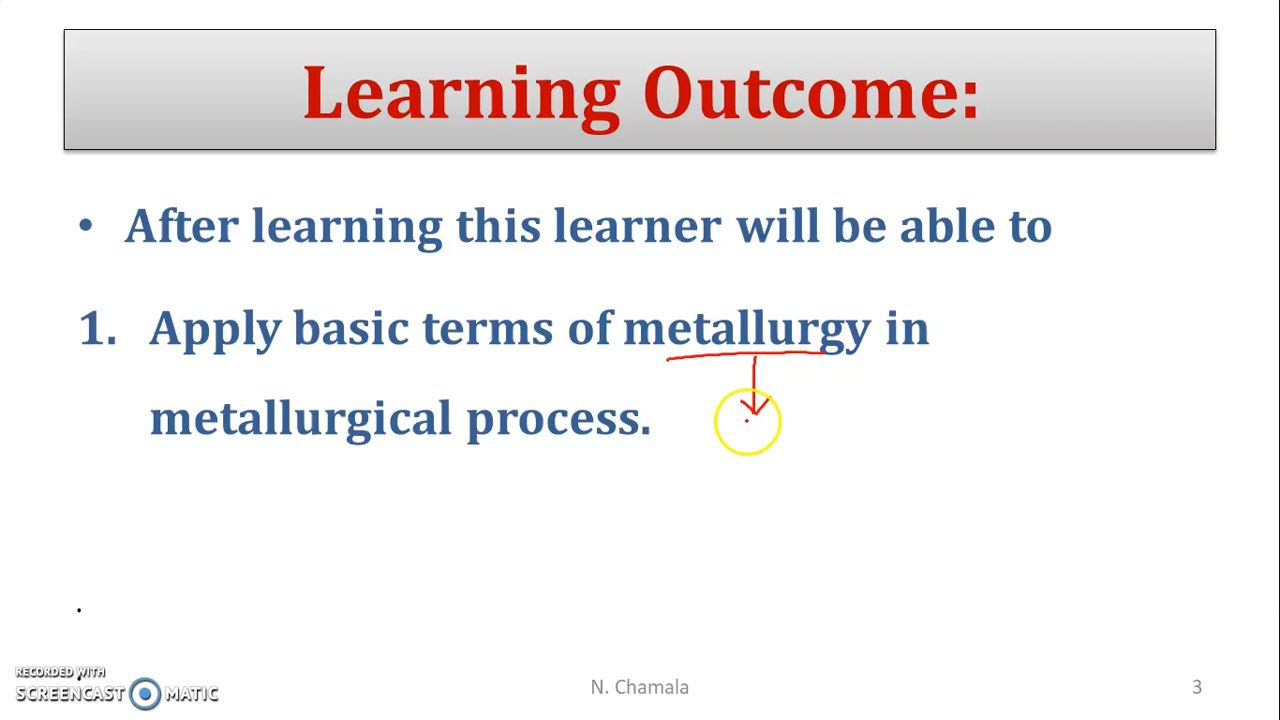 Learning Outcome:
• After learning this learner will be able to
1. Apply basic terms of metallurgy in
metallurgical process.
.
RECORDED WITH
SCREENCAST MATIC
N. Chamala
3